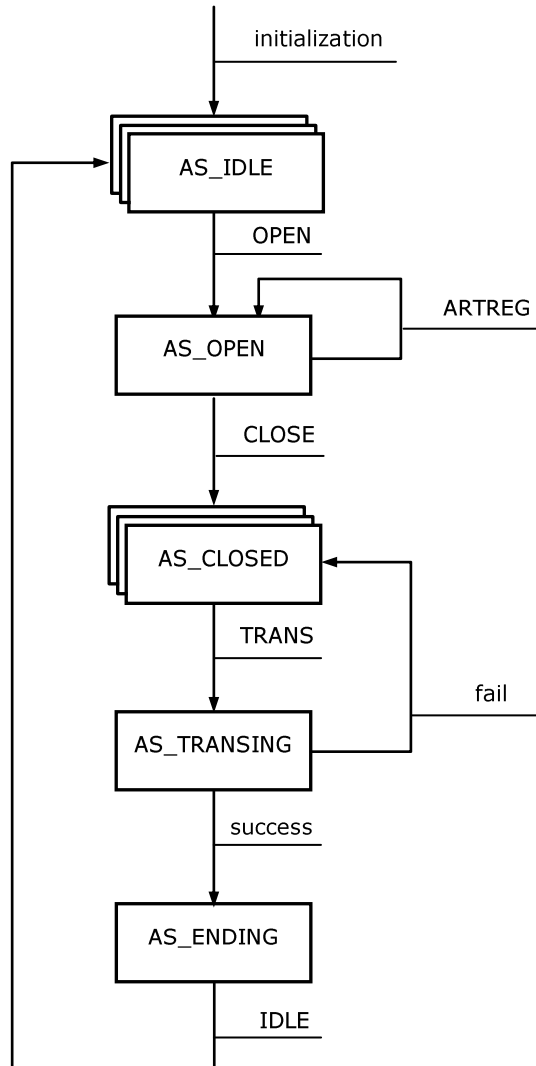 initialization
AS_IDLE
OPEN
ARTREG
AS_OPEN
CLOSE
AS_CLOSED
TRANS
fail
AS_TRANSING
success
AS_ENDING
IDLE